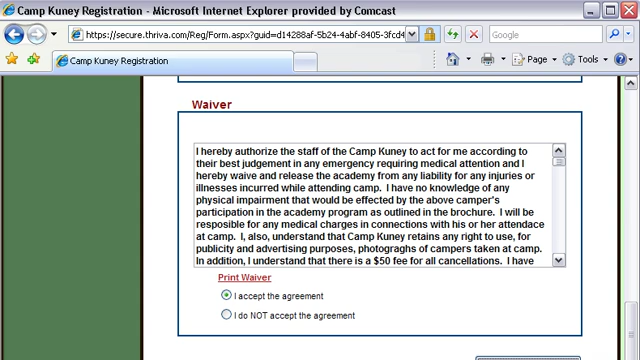 Camp Kuney Registration - Microsoft Internet Explorer provided by Comcast
https://secure.thriva.com/Reg/Form.aspx?guid=d14288af-5b24-4abf-8405-3fcd4
Camp Kuney Registration
Page
Tools
Waiver
I hereby authorize the staff of the Camp Kuney to act for me according to
their best judgement in any emergency requiring medical attention and I
hereby waive and release the academy from any liability for any injuries or
illnesses incurred while attending camp. I have no knowledge of any
physical impairment that would be effected by the above camper's
participation in the academy program as outlined in the brochure. I will be
resposible for any medical charges in connections with his or her attendace
at camp. I, also, understand that Camp Kuney retains any right to use, for
publicity and advertising purposes, photograghs of campers taken at camp.
In addition, I understand that there is a $50 fee for all cancellations. I have
Print Waiver
I accept the agreement
I do NOT accept the agreement